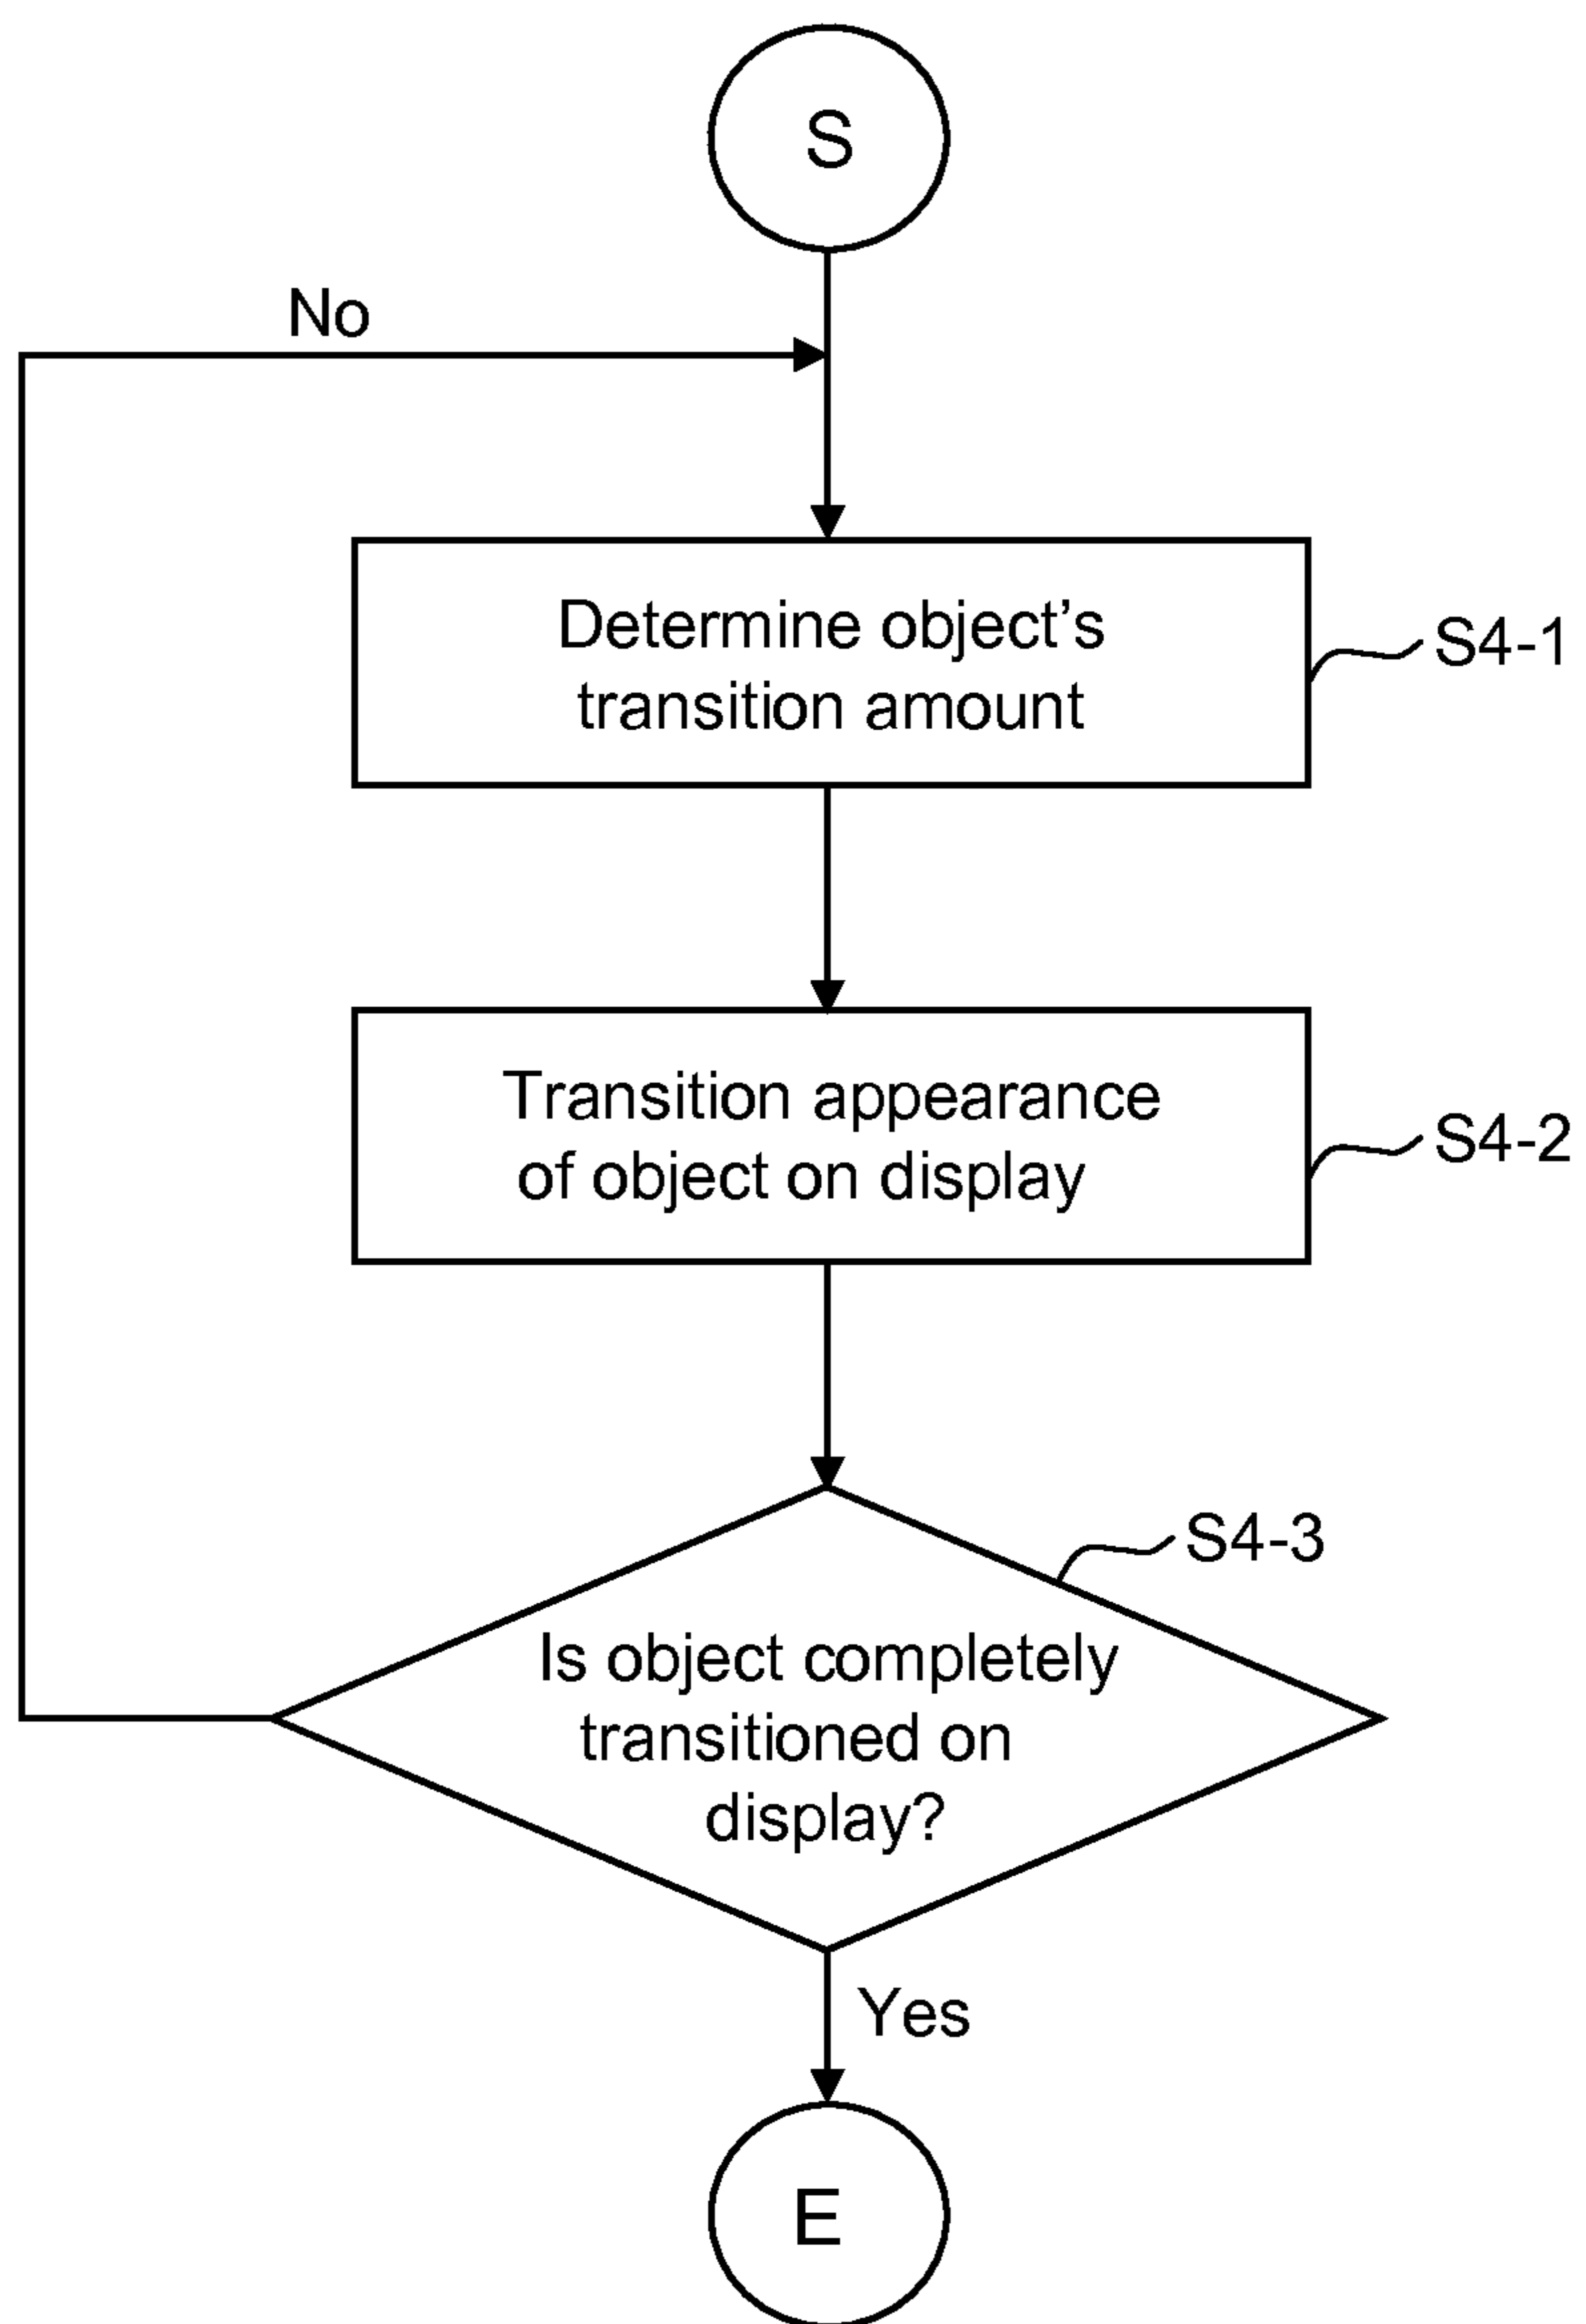 S
No
Determine object’s
transition amount
S4-1
Transition appearance
of object on display
S4-2
S4-3
Is object completely
transitioned on
display?
Yes
E